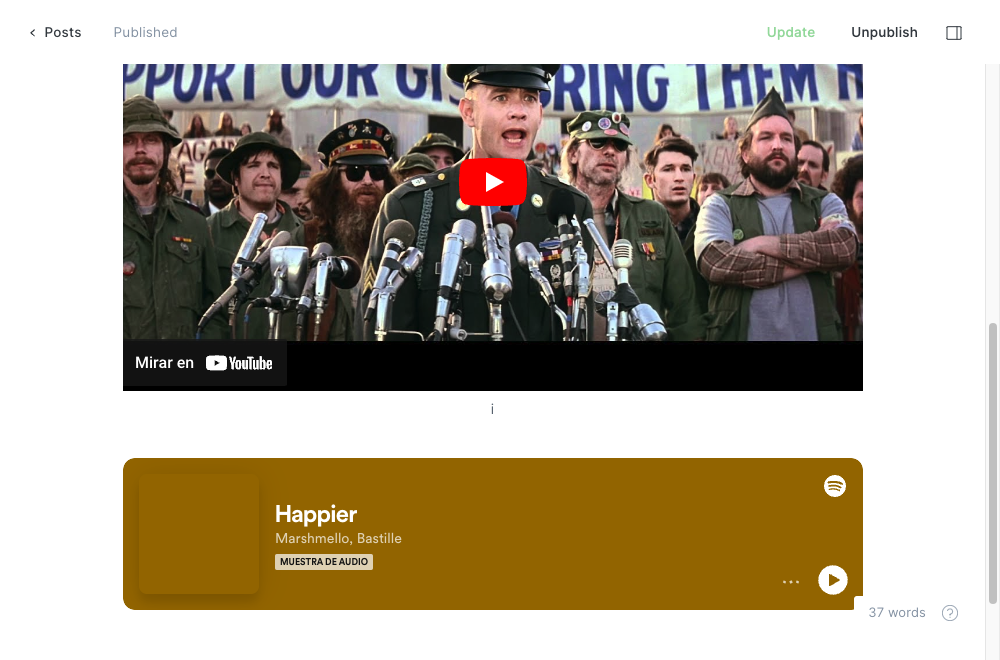 Posts
Published
Update
Unpublish
PPORT OUR
BRING THEM H
AGAIN
Mirar en YouTube
i
Happier
Marshmello, Bastille
MUESTRA DE AUDIO
37 words